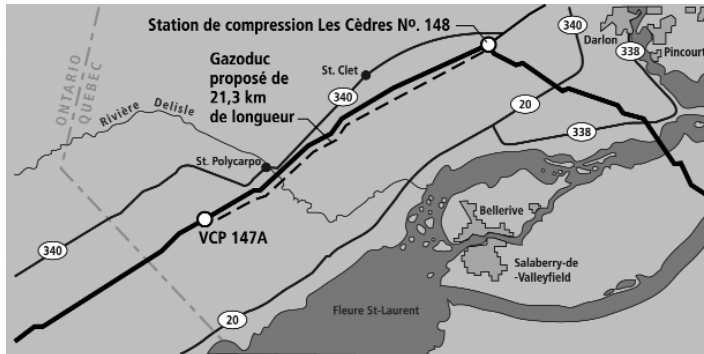 Station de compression Les Cèdres Nº. 148
340
Darlon
338
Pincourt
Gazoduc
proposé de
21,3 km
de longueur
St. Clet
340
20
338
ONTARIO
QUEBEC
Rivière Delisle
St. Polycarpo
VCP 147A
340
20
Bellerive
Salaberry-de
-Valleyfield
Fleure St-Laurent